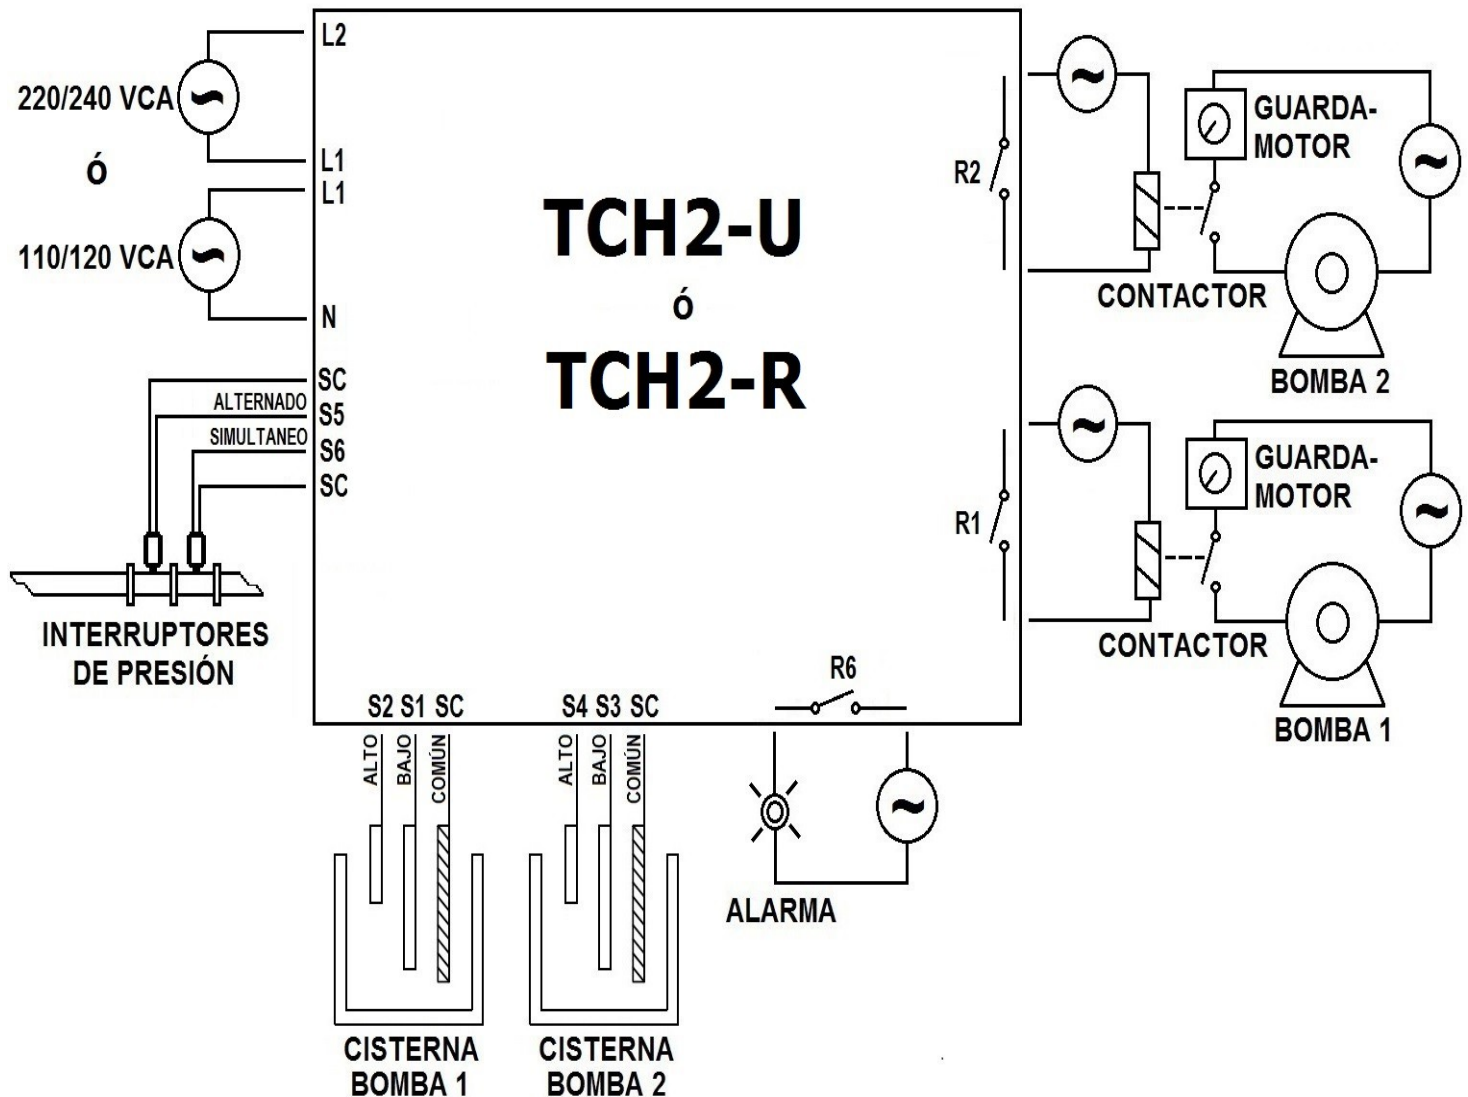 L2
220/240 VCA
Ó
L1
L1
110/120 VCA
N
SC
ALTERNADO
S5
SIMULTANEO
S6
SC
INTERRUPTORES
DE PRESIÓN
TCH2-U
ó
TCH2-R
R2
GUARDA-
MOTOR
CONTACTOR
BOMBA 2
R1
GUARDA-
MOTOR
CONTACTOR
BOMBA 1
S2 S1 SC
ALTO
BAJO
COMÚN
CISTERNA
BOMBA 1
S4 S3 SC
ALTO
BAJO
COMÚN
CISTERNA
BOMBA 2
R6
ALARMA